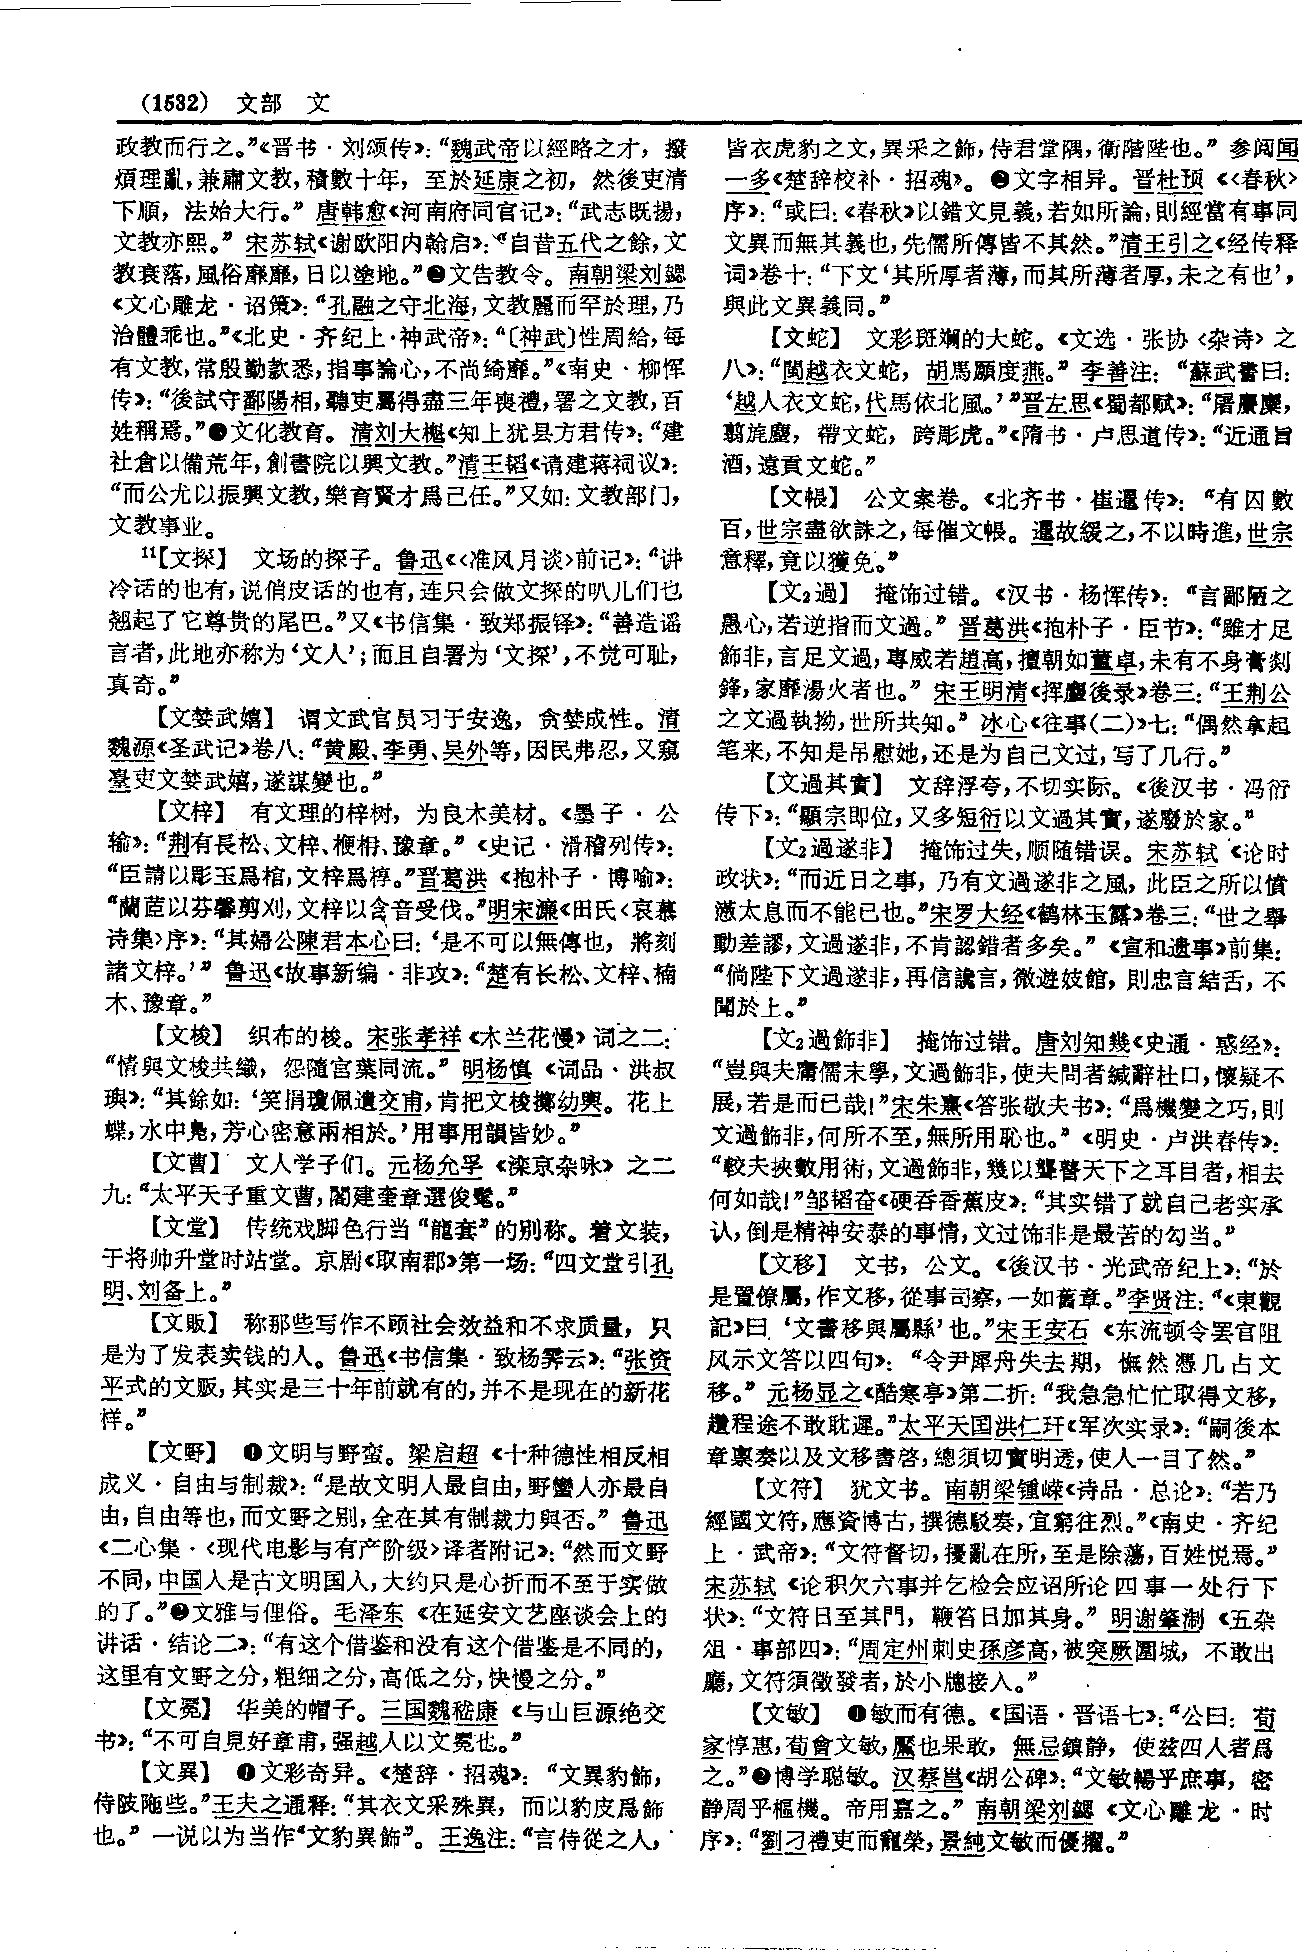 (1532) 文部 文
政教而行之。”《晋书·刘颂传》：“魏武帝以經略之才，撥
煩理亂，兼肅文教，積數十年，至於延康之初，然後吏清
下順，法始大行。”唐韩愈《河南府同官记》：“武志既揚，
文教亦熙。”宋苏轼《谢欧阳内翰启》：“自昔五代之餘，文
教衰落，風俗靡靡，日以塗地。”❷文告教令。南朝梁刘勰
《文心雕龙·诏策》：“孔融之守北海，文教麗而罕於理，乃
治體乖也。”《北史·齐纪上·神武帝》：“〔神武〕性周給，每
有文教，常殷勤款悉，指事論心，不尚綺靡。”《南史·柳恽
传》：“後試守鄱陽相，聽吏屬得盡三年喪禮，署之文教，百
姓稱焉。”❸文化教育。清刘大櫆《知上犹县方君传》：“建
社倉以備荒年，創書院以興文教。”清王韬《请建蒋祠议》：
“而公尤以振興文教，樂育賢才爲己任。”又如：文教部门，
文教事业。
11【文探】 文场的探子。鲁迅《〈准风月谈〉前记》：“讲
冷话的也有，说俏皮话的也有，连只会做文探的叭儿们也
翘起了它尊贵的尾巴。”又《书信集·致郑振铎》：“善造谣
言者，此地亦称为‘文人’；而且自署为‘文探’，不觉可耻，
真奇。”
【文婪武嬉】 谓文武官员习于安逸，贪婪成性。清
魏源《圣武记》卷八：“黄殿、李勇、吴外等，因民弗忍，又窺
臺吏文婪武嬉，遂謀變也。”
【文梓】 有文理的梓树，为良木美材。《墨子·公
输》：“荆有長松、文梓、楩枏、豫章。”《史记·滑稽列传》：
“臣請以彫玉爲棺，文梓爲椁。”晋葛洪《抱朴子·博喻》：
“蘭茝以芬馨剪刈，文梓以含音受伐。”明宋濂《田氏〈哀慕
诗集〉序》：“其婦公陳君本心曰：‘是不可以無傳也，將刻
諸文梓。’”鲁迅《故事新编·非攻》：“楚有长松、文梓、楠
木、豫章。”
【文梭】 织布的梭。宋张孝祥《木兰花慢》词之二：
“情與文梭共織，怨隨宫葉同流。”明杨慎《词品·洪叔
璵》：“其餘如：‘笑捐瓊佩遺交甫，肯把文梭擲幼輿。花上
蝶，水中鳧，芳心密意兩相於。’用事用韻皆妙。”
【文曹】 文人学子们。元杨允孚《滦京杂咏》之二
九：“太平天子重文曹，閣建奎章選俊髦。”
【文堂】 传统戏脚色行当“龍套”的别称。着文装，
于将帅升堂时站堂。京剧《取南郡》第一场：“四文堂引孔
明、刘备上。”
【文贩】 称那些写作不顾社会效益和不求质量，只
是为了发表卖钱的人。鲁迅《书信集·致杨霁云》：“张资
平式的文贩，其实是三十年前就有的，并不是现在的新花
样。”
【文野】 ❶文明与野蛮。梁启超《十种德性相反相
成义·自由与制裁》：“是故文明人最自由，野蠻人亦最自
由，自由等也，而文野之别，全在其有制裁力與否。”鲁迅
《二心集·〈现代电影与有产阶级〉译者附记》：“然而文野
不同，中国人是古文明国人，大约只是心折而不至于实做
的了。”❷文雅与俚俗。毛泽东《在延安文艺座谈会上的
讲话·结论二》：“有这个借鉴和没有这个借鉴是不同的，
这里有文野之分，粗细之分，高低之分，快慢之分。”
【文冕】 华美的帽子。三国魏嵇康《与山巨源绝交
书》：“不可自見好章甫，强越人以文冕也。”
【文異】 ❶文彩奇异。《楚辞·招魂》：“文異豹飾，
侍陂陁些。”王夫之通释：“其衣文采殊異，而以豹皮爲飾
也。”一说以为当作“文豹異飾”。王逸注：“言侍從之人，
皆衣虎豹之文，異采之飾，侍君堂隅，衛階陛也。”参阅闻
一多《楚辞校补·招魂》。❷文字相异。晋杜预《〈春秋〉
序》：“或曰：《春秋》以錯文見義，若如所論，則經當有事同
文異而無其義也，先儒所傳皆不其然。”清王引之《经传释
词》卷十：“下文‘其所厚者薄，而其所薄者厚，未之有也’，
與此文異義同。”
【文蛇】 文彩斑斓的大蛇。《文选·张协〈杂诗〉之
八》：“閩越衣文蛇，胡馬願度燕。”李善注：“蘇武書曰：
‘越人衣文蛇，代馬依北風。’”晋左思《蜀都赋》：“屠麖麋，
翦旄麈，帶文蛇，跨彫虎。”《隋书·卢思道传》：“近通旨
酒，遠貢文蛇。”
【文帳】 公文案卷。《北齐书·崔暹传》：“有囚數
百，世宗盡欲誅之，每催文帳。暹故緩之，不以時進，世宗
意釋，竟以獲免。”
【文2過】 掩饰过错。《汉书·杨恽传》：“言鄙陋之
愚心，若逆指而文過。”晋葛洪《抱朴子·臣节》：“雖才足
飾非，言足文過，專威若趙高，擅朝如董卓，未有不身膏剡
鋒，家靡湯火者也。”宋王明清《挥麈後录》卷三：“王荆公
之文過執拗，世所共知。”冰心《往事(二)》七：“偶然拿起
笔来，不知是吊慰她，还是为自己文过，写了几行。”
【文過其實】 文辞浮夸，不切实际。《後汉书·冯衍
传下》：“顯宗即位，又多短衍以文過其實，遂廢於家。”
【文2過遂非】 掩饰过失，顺随错误。宋苏轼《论时
政状》：“而近日之事，乃有文過遂非之風，此臣之所以憤
懣太息而不能已也。”宋罗大经《鹤林玉露》卷三：“世之舉
動差謬，文過遂非，不肯認錯者多矣。”《宣和遗事》前集：
“倘陛下文過遂非，再信讒言，微遊妓館，則忠言結舌，不
聞於上。”
【文2過飾非】 掩饰过错。唐刘知幾《史通·惑经》：
“豈與夫庸儒末學，文過飾非，使夫問者緘辭杜口，懷疑不
展，若是而已哉！”宋朱熹《答张敬夫书》：“爲機變之巧，則
文過飾非，何所不至，無所用恥也。”《明史·卢洪春传》：
“較夫挾數用術，文過飾非，幾以聾瞽天下之耳目者，相去
何如哉！”邹韬奋《硬吞香蕉皮》：“其实错了就自己老实承
认，倒是精神安泰的事情，文过饰非是最苦的勾当。”
【文移】 文书，公文。《後汉书·光武帝纪上》：“於
是置僚屬，作文移，從事司察，一如舊章。”李贤注：“《東觀
記》曰‘文書移與屬縣’也。”宋王安石《东流顿令罢官阻
风示文答以四句》：“令尹犀舟失去期，憮然憑几占文
移。”元杨显之《酷寒亭》第二折：“我急急忙忙取得文移，
趲程途不敢耽遲。”太平天国洪仁玕《军次实录》：“嗣後本
章禀奏以及文移書啓，總須切實明透，使人一目了然。”
【文符】 犹文书。南朝梁锺嵘《诗品·总论》：“若乃
經國文符，應資博古，撰德駁奏，宜窮往烈。”《南史·齐纪
上·武帝》：“文符督切，擾亂在所，至是除蕩，百姓悦焉。”
宋苏轼《论积欠六事并乞检会应诏所论四事一处行下
状》：“文符日至其門，鞭笞日加其身。”明谢肇淛《五杂
俎·事部四》：“周定州刺史孫彦高，被突厥圍城，不敢出
廳，文符須徵發者，於小牕接入。”
【文敏】 ❶敏而有德。《国语·晋语七》：“公曰：荀
家惇惠，荀會文敏，黡也果敢，無忌鎮静，使兹四人者爲
之。”❷博学聪敏。汉蔡邕《胡公碑》：“文敏暢乎庶事，密
静周乎樞機。帝用嘉之。”南朝梁刘勰《文心雕龙·时
序》：“劉刁禮吏而寵榮，景純文敏而優擢。”